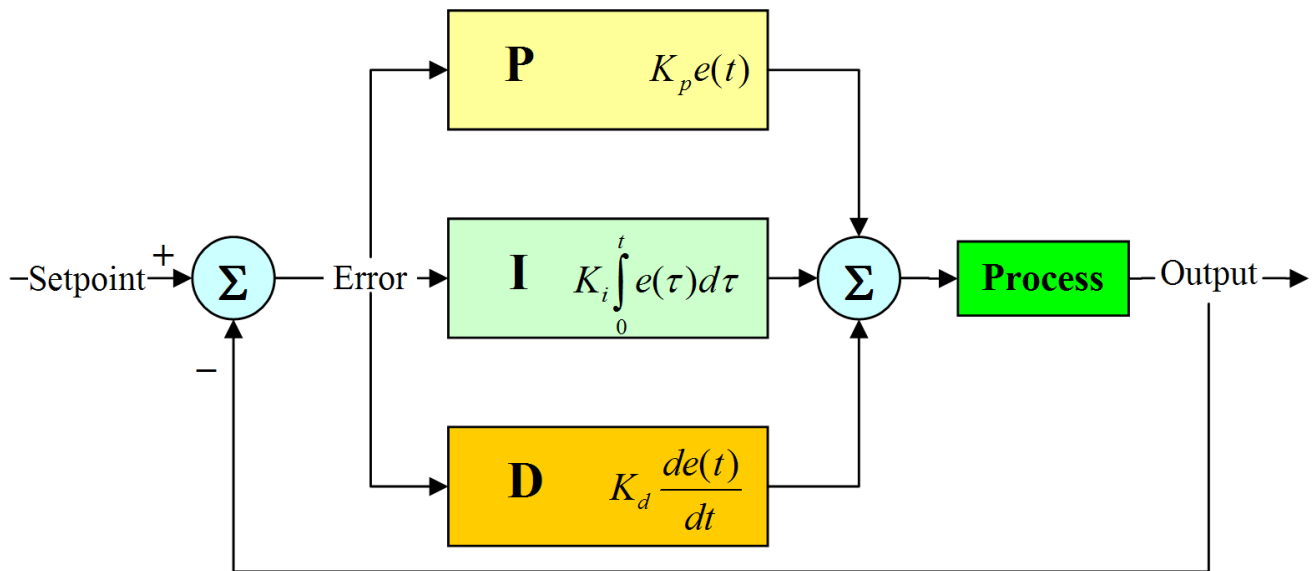 P K_p e(t)
–Setpoint + Σ Error I K_i ∫_0^t e(τ)dτ Σ Process Output
–
D K_d de(t)/dt